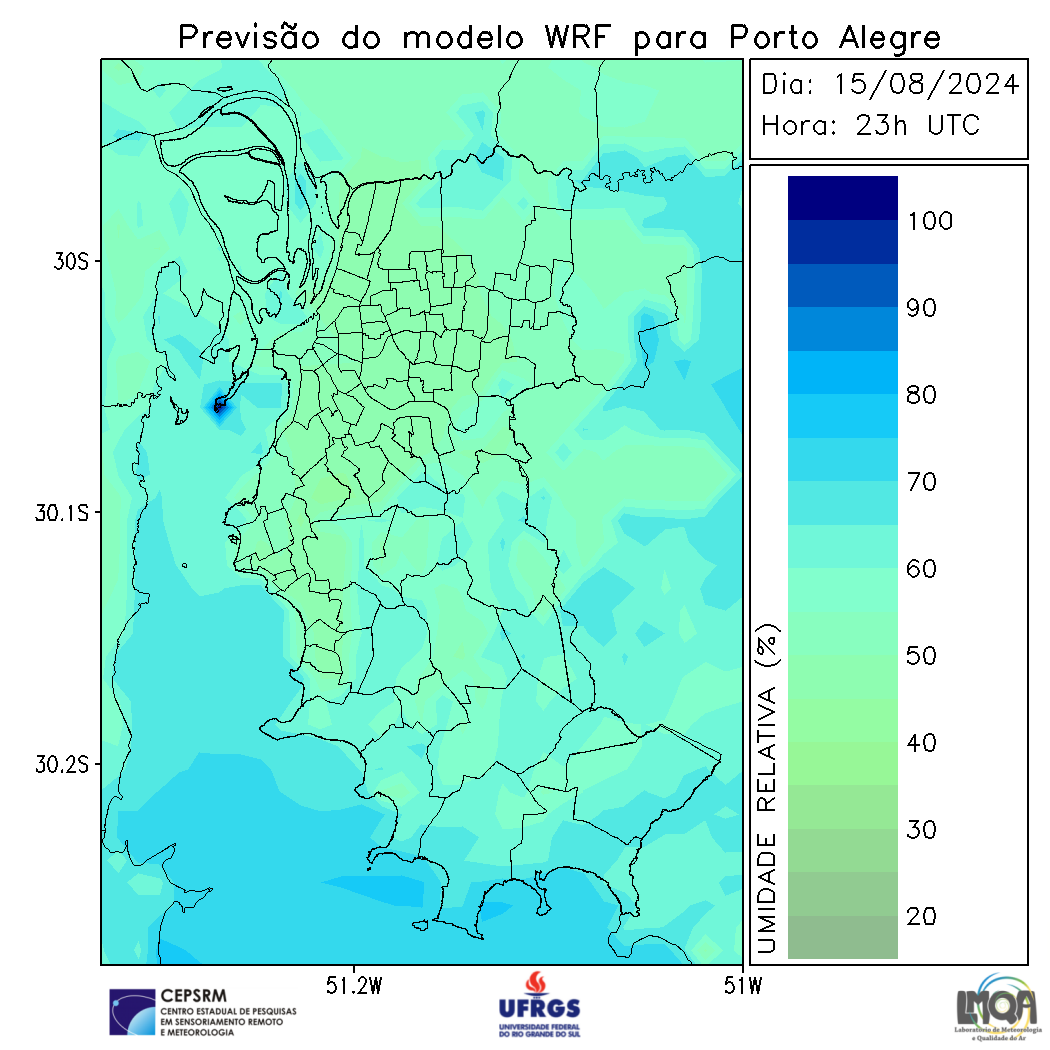 Previsão do modelo WRF para Porto Alegre
Dia: 15/08/2024
Hora: 23h UTC
30S
30.1S
30.2S
51.2W
51W
100
90
80
70
60
50
40
30
20
UMIDADE RELATIVA (%)
CEPSRM
CENTRO ESTADUAL DE PESQUISAS
EM SENSORIAMENTO REMOTO
E METEOROLOGIA
UFRGS
UNIVERSIDADE FEDERAL
DO RIO GRANDE DO SUL
LMQA
Laboratório de Meteorologia
e Qualidade do Ar